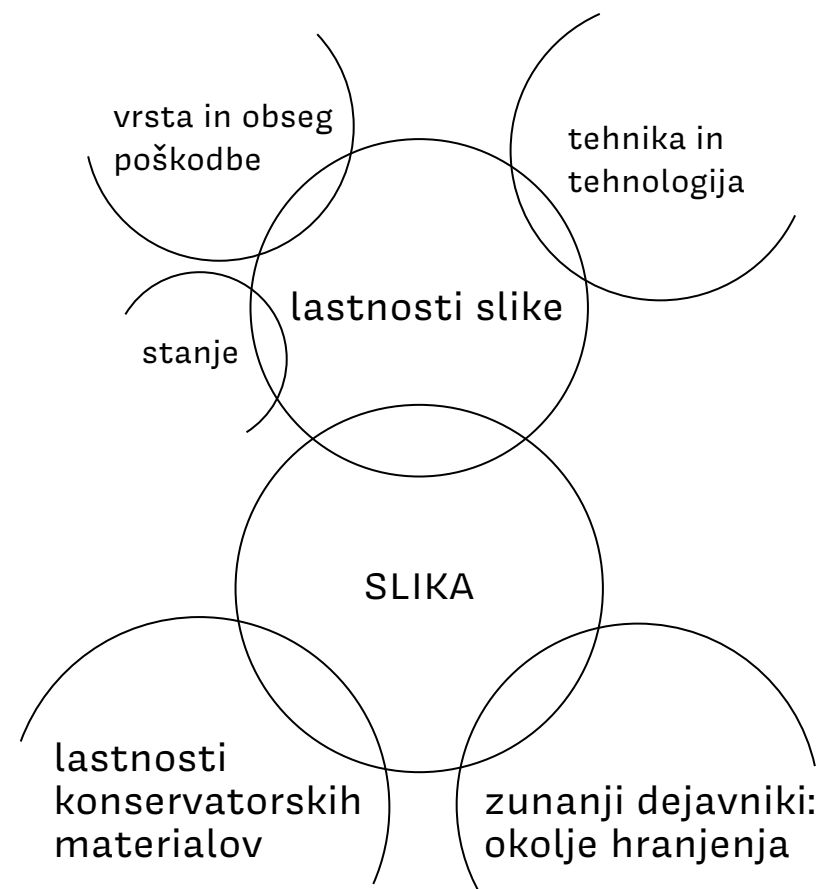 vrsta in obseg
poškodbe
tehnika in
tehnologija
lastnosti slike
stanje
SLIKA
lastnosti
konservatorskih
materialov
zunanji dejavniki:
okolje hranjenja